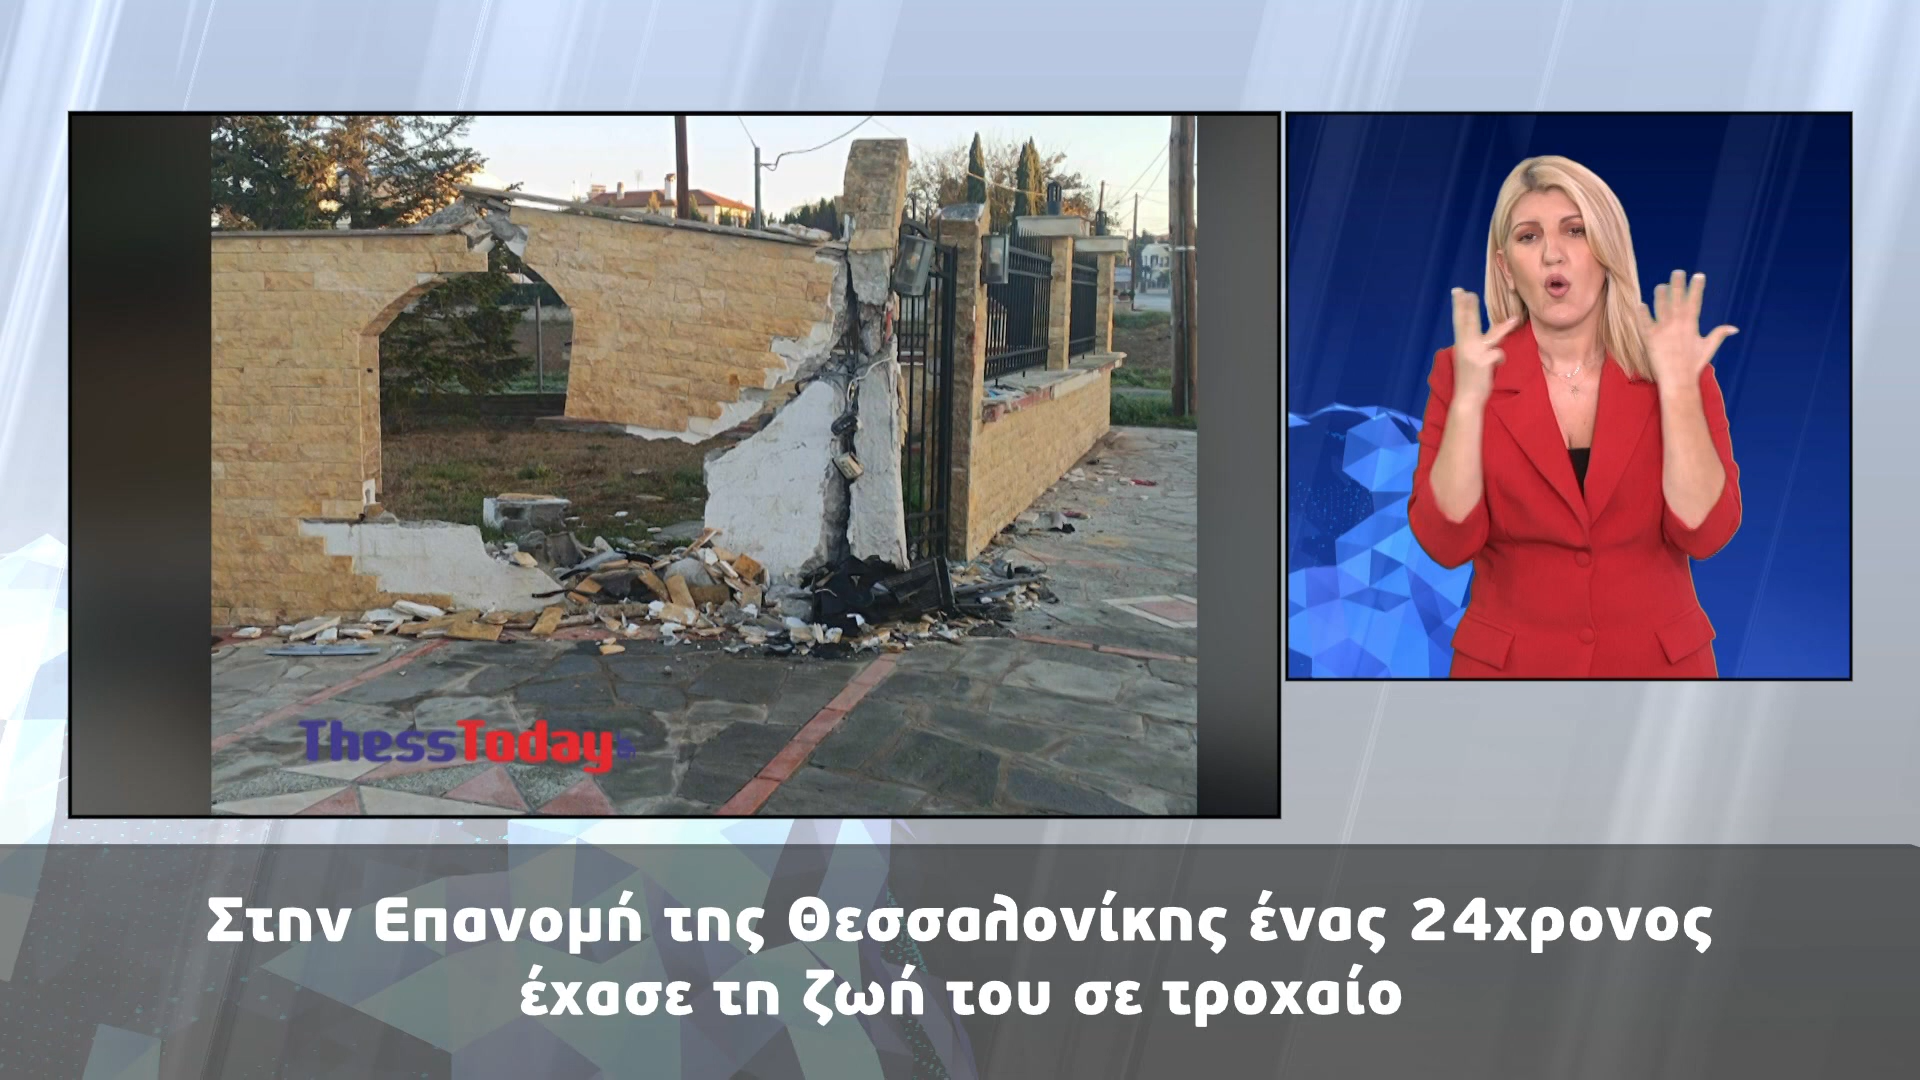 ThessToday
Στην Επανομή της Θεσσαλονίκης ένας 24χρονος
έχασε τη ζωή του σε τροχαίο